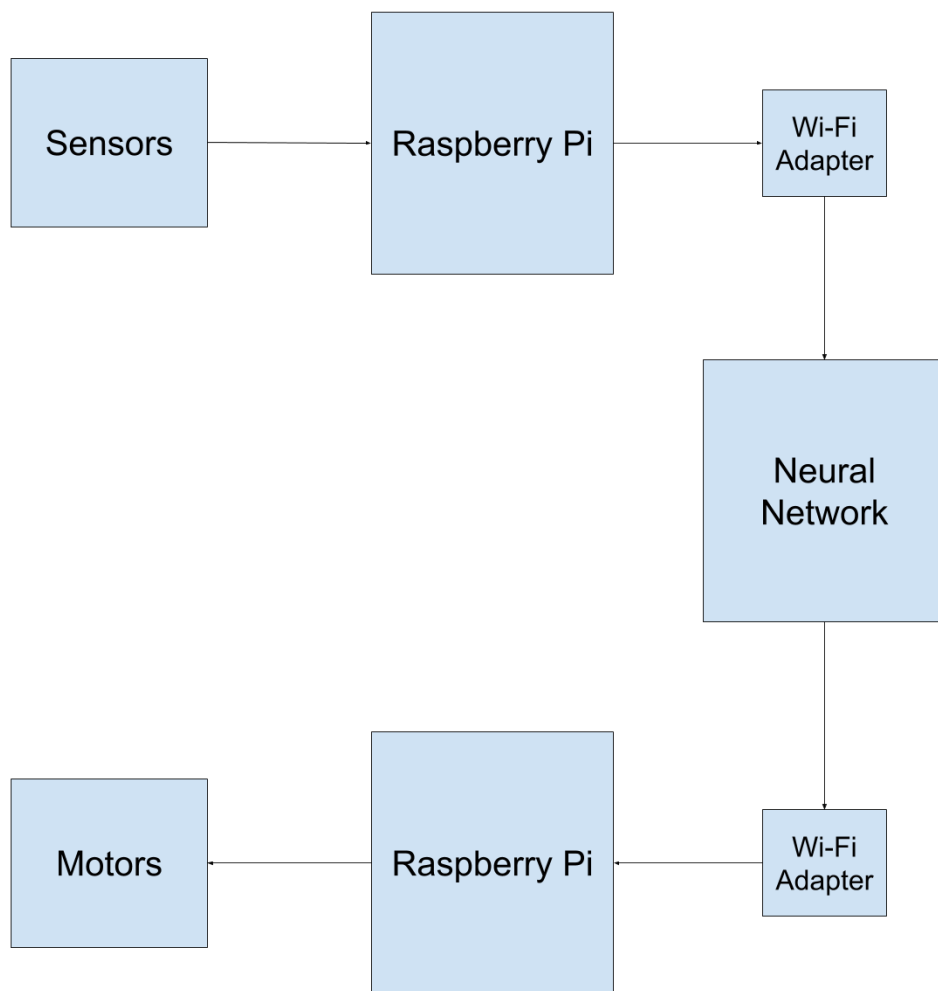 Sensors
Raspberry Pi
Wi-Fi
Adapter
Neural
Network
Wi-Fi
Adapter
Raspberry Pi
Motors